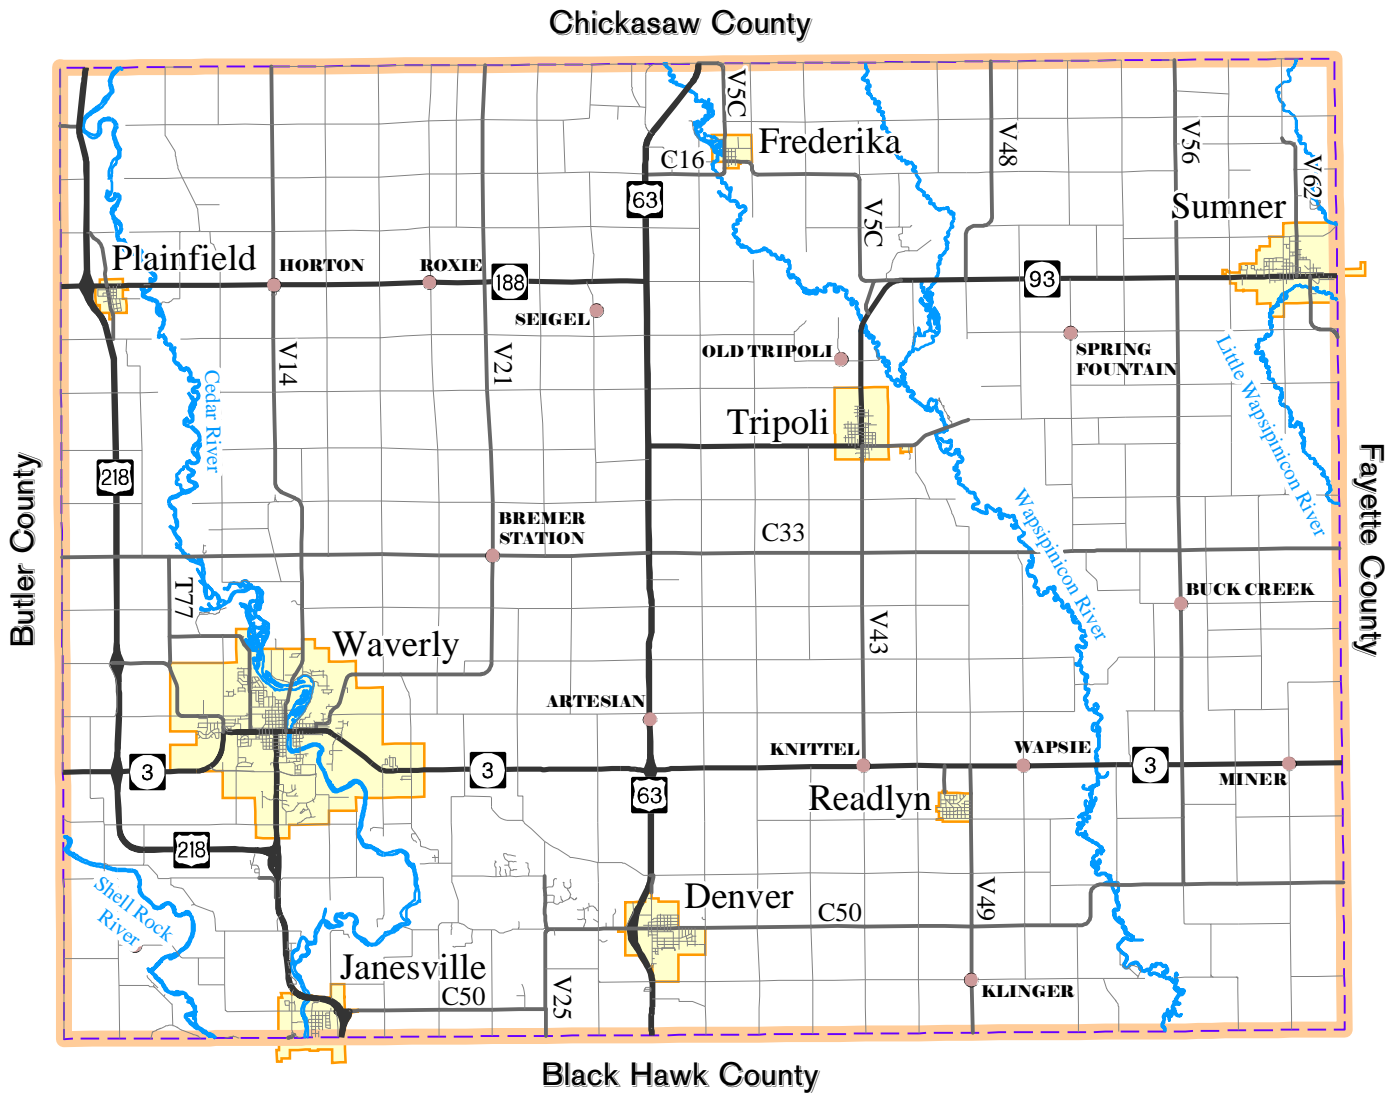 Chickasaw County
V5C
Frederika
C16
V48
V56
V62
63
Sumner
V5C
Plainfield
HORTON
ROXIE
188
93
SEIGEL
OLD TRIPOLI
SPRING
FOUNTAIN
V14
V21
Cedar River
Little Wapsipinicon River
Tripoli
218
Butler County
Fayette County
BREMER
STATION
C33
Wapsipinicon River
T77
BUCK CREEK
Waverly
V43
ARTESIAN
KNITTEL
WAPSIE
3
3
3
MINER
63
Readlyn
218
Shell Rock
River
Denver
V49
C50
Janesville
C50
V25
KLINGER
Black Hawk County